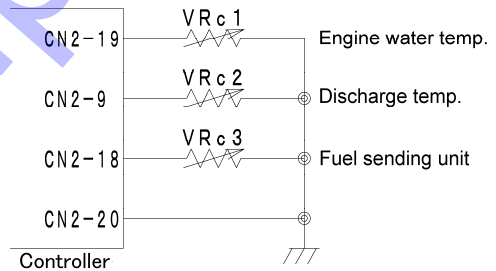 VRc1
CN2-19 Engine water temp.
VRc2
CN2-9 Discharge temp.
VRc3
CN2-18 Fuel sending unit
CN2-20
Controller